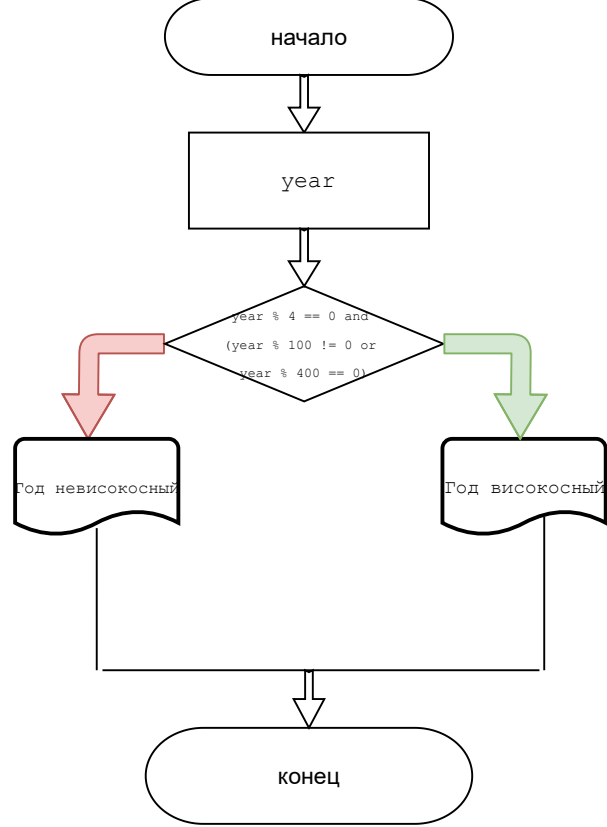 начало
year
year % 4 == 0 and
(year % 100 != 0 or
year % 400 == 0)
Год невисокосный
Год високосный
конец